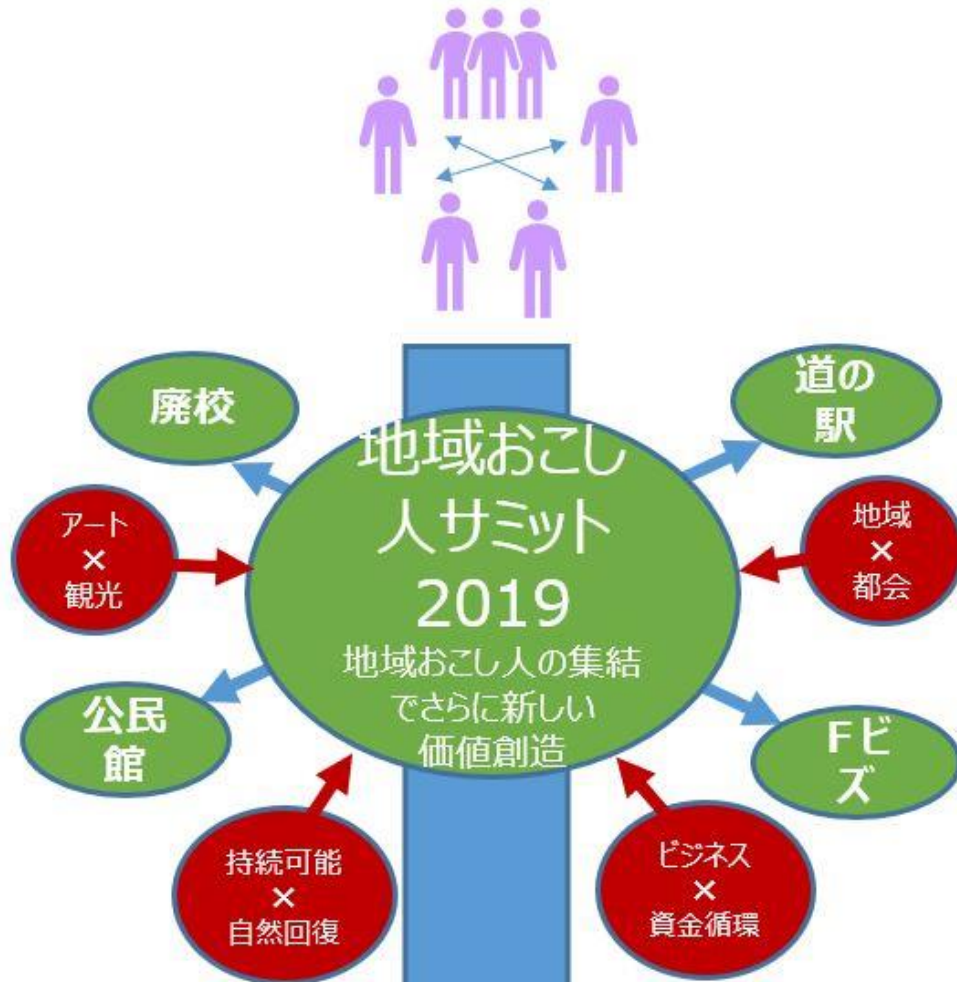 廃校
道の
駅
地域おこし
人サミット
2019
地域おこし人の集結
でさらに新しい
価値創造
アート
×
観光
地域
×
都会
公民
館
Fビ
ズ
持続可能
×
自然回復
ビジネス
×
資金循環